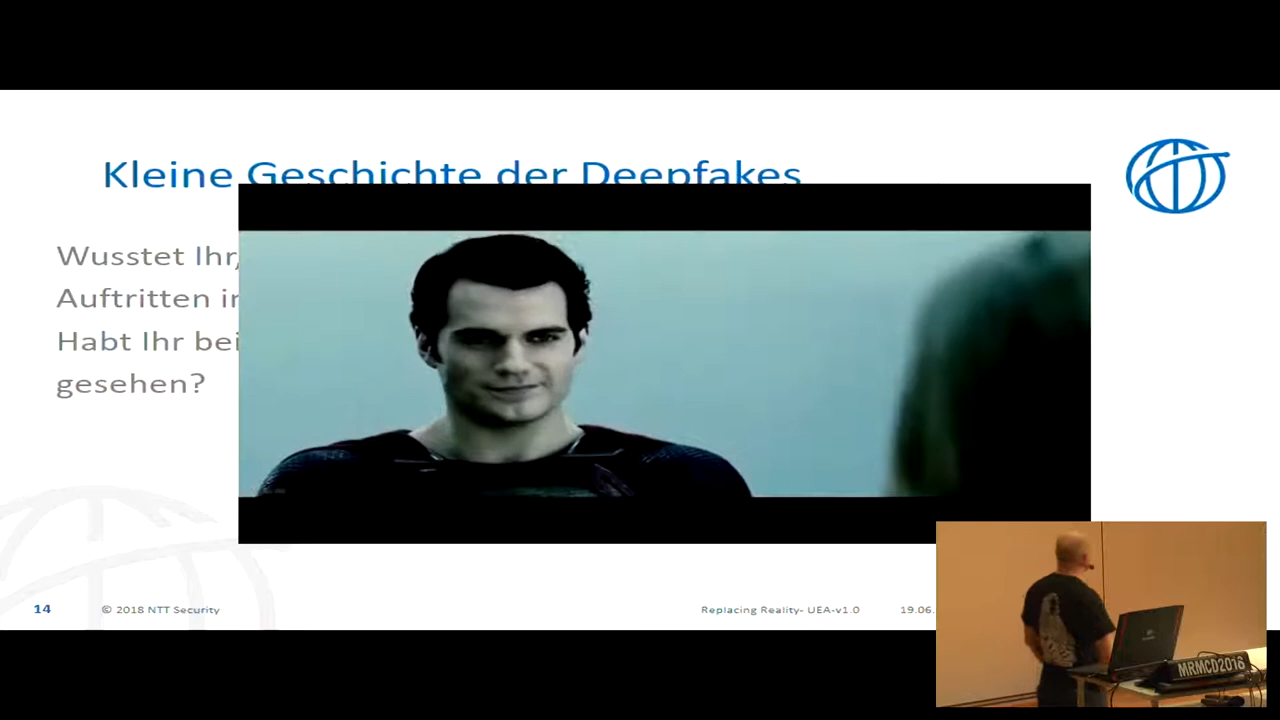 Kleine Geschichte der Deepfakes
Wusstet Ihr,
Auftritten in
Habt Ihr bei
gesehen?
14 © 2018 NTT Security Replacing Reality- UEA-v1.0 19.06.
MRMCD2018